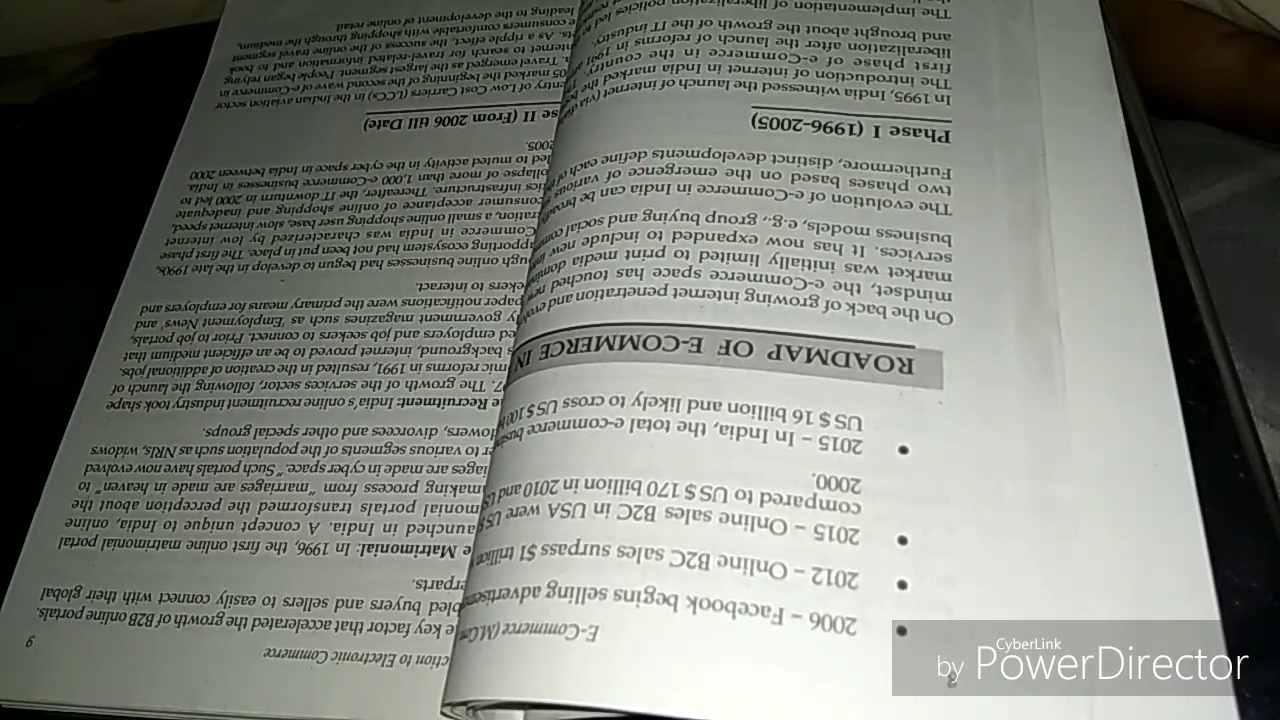 8
E-Commerce (M.Com
• 2006 – Facebook begins selling
• 2012 – Online B2C sales surpass $1 trillion
• 2015 – Online sales B2C in USA were US $
compared to US $ 170 billion in 2010 and US
2000.
• 2015 – In India, the total e-commerce
US $ 16 billion and likely to cross US $ 100
ROADMAP OF E-COMMERCE IN
On the back of growing internet penetration and
mindset, the e-Commerce space has touched new
market was initially limited to print media
services. It has now expanded to include
business models, e.g., group buying and social
The evolution of e-Commerce in India can be broadly
two phases based on the emergence of various
Furthermore, distinct developments define each of
Phase I (1996–2005)
In 1995, India witnessed the launch of internet (via
The introduction of internet in India marked the
first phase of e-Commerce in the country.
liberalization after the launch of reforms in 1991
and brought about the growth of the IT industry.
The implementation of liberalization policies led
ction to Electronic Commerce
9
e key factor that accelerated the growth of B2B online portals.
bled buyers and sellers to easily connect with their global
erparts.
e Matrimonial: In 1996, the first online matrimonial portal
launched in India. A concept unique to India, online
monial portals transformed the perception about the
making process from "marriages are made in heaven" to
iages are made in cyber space." Such portals have now evolved
er to various segments of the population such as NRIs, widows
lowers, divorcees and other special groups.
e Recruitment: India's online recruitment industry took shape
7. The growth of the services sector, following the launch of
mic reforms in 1991, resulted in the creation of additional jobs.
s background, internet proved to be an efficient medium that
ed employers and job seekers to connect. Prior to job portals,
ly government magazines such as 'Employment News' and
paper notifications were the primary means for employers and
ekers to interact.
ough online businesses had begun to develop in the late 1990s,
pporting ecosystem had not been put in place. The first phase
Commerce in India was characterized by low internet
tration, a small online shopping user base, slow internet speed,
consumer acceptance of online shopping and inadequate
tics infrastructure. Thereafter, the IT downturn in 2000 led to
ollapse of more than 1,000 e-Commerce businesses in India.
led to muted activity in the cyber space in India between 2000
2005.
se II (From 2006 till Date)
entry of Low Cost Carriers (LCCs) in the Indian aviation sector
05 marked the beginning of the second wave of e-Commerce in
. Travel emerged as the largest segment. People began relying
nternet to search for travel-related information and to book
ts. As a ripple effect, the success of the online travel segment
e consumers comfortable with shopping through the medium,
leading to the development of online retail
by CyberLink PowerDirector